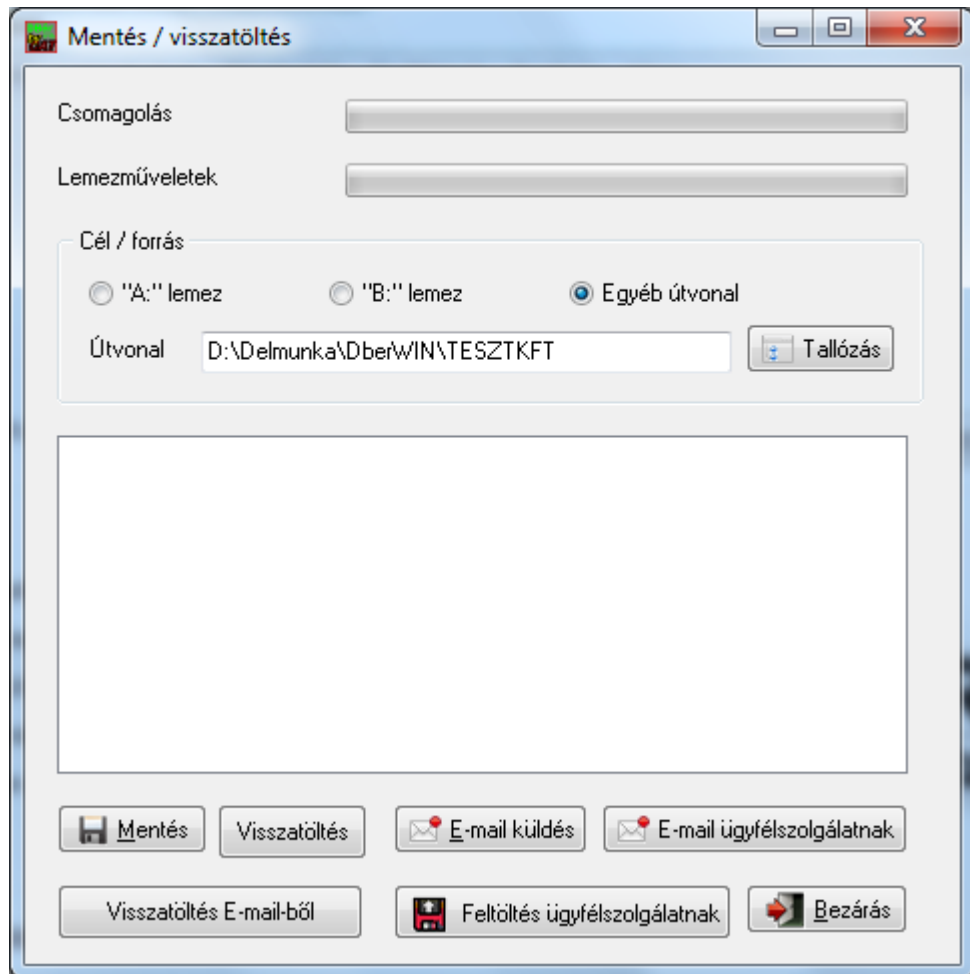 Mentés / visszatöltés
Csomagolás
Lemezműveletek
Cél / forrás
"A:" lemez "B:" lemez Egyéb útvonal
Útvonal D:\Delmunka\DberWIN\TESZTKFT Tallózás
Mentés Visszatöltés E-mail küldés E-mail ügyfélszolgálatnak
Visszatöltés E-mail-ből Feltöltés ügyfélszolgálatnak Bezárás